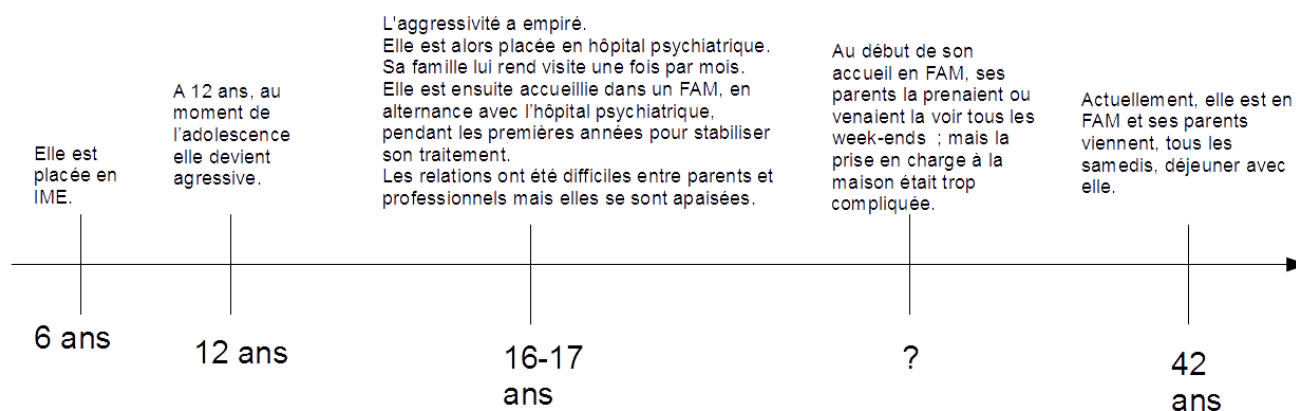 Elle est
placée en
IME.
A 12 ans, au
moment de
l'adolescence
elle devient
agressive.
L'aggressivité a empiré.
Elle est alors placée en hôpital psychiatrique.
Sa famille lui rend visite une fois par mois.
Elle est ensuite accueillie dans un FAM, en
alternance avec l'hôpital psychiatrique,
pendant les premières années pour stabiliser
son traitement.
Les relations ont été difficiles entre parents et
professionnels mais elles se sont apaisées.
Au début de son
accueil en FAM, ses
parents la prenaient ou
venaient la voir tous les
week-ends ; mais la
prise en charge à la
maison était trop
compliquée.
Actuellement, elle est en
FAM et ses parents
viennent, tous les
samedis, déjeuner avec
elle.
6 ans
12 ans
16-17
ans
?
42
ans